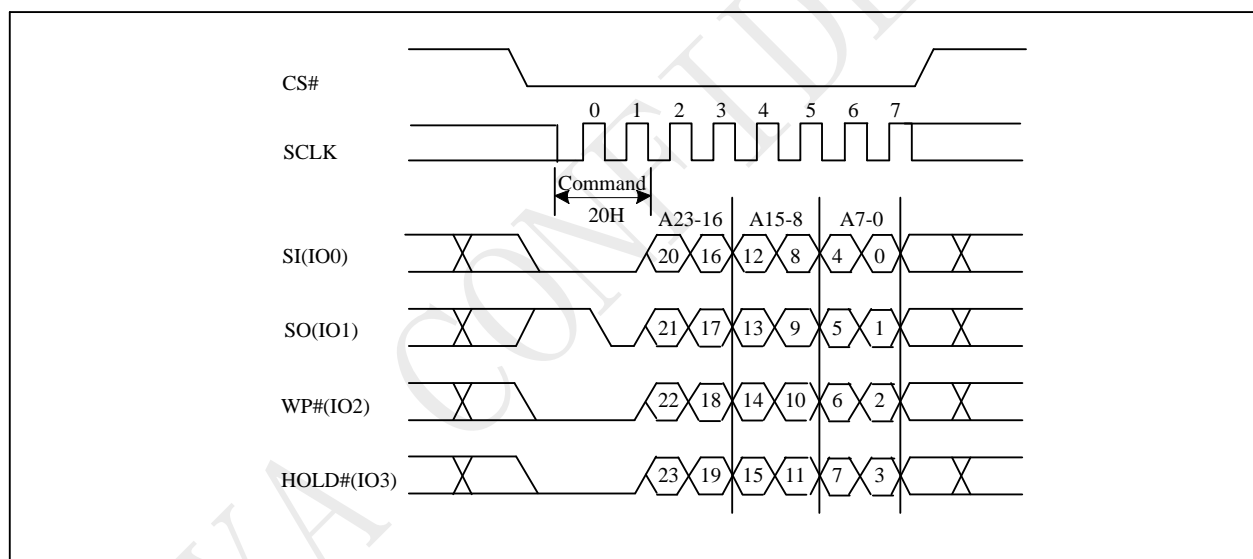 CS#
0 1 2 3 4 5 6 7
SCLK
Command
20H
A23-16 A15-8 A7-0
SI(IO0) 20 16 12 8 4 0
SO(IO1) 21 17 13 9 5 1
WP#(IO2) 22 18 14 10 6 2
HOLD#(IO3) 23 19 15 11 7 3
VA CONFIDE